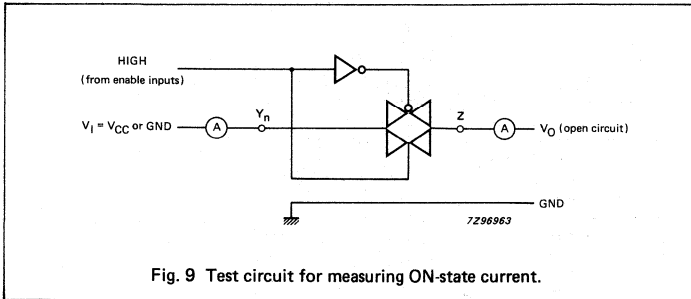 HIGH
(from enable inputs)
V_I = V_CC or GND
A
Y_n
Z
A
V_O (open circuit)
GND
7Z96963
Fig. 9 Test circuit for measuring ON-state current.